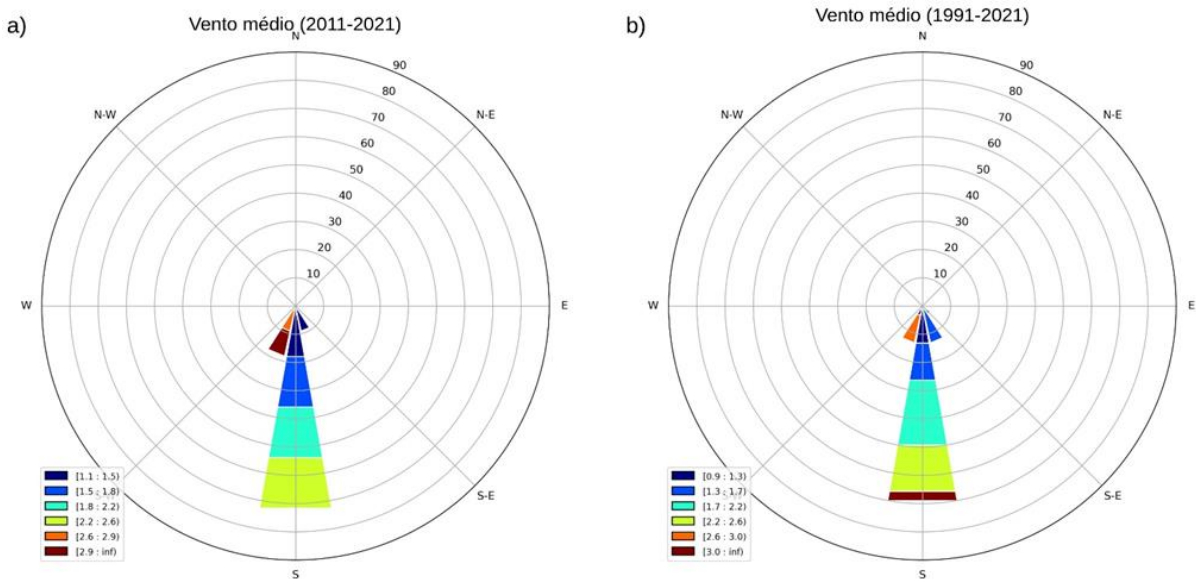 a)
Vento médio (2011-2021)
N
90
80
N-W
N-E
70
60
50
40
30
20
10
W
E
[1.1 : 1.5)
[1.5 : 1.8)
[1.8 : 2.2)
[2.2 : 2.6)
[2.6 : 2.9)
[2.9 : inf)
S-E
S
b)
Vento médio (1991-2021)
N
90
80
N-W
N-E
70
60
50
40
30
20
10
W
E
[0.9 : 1.3)
[1.3 : 1.7)
[1.7 : 2.2)
[2.2 : 2.6)
[2.6 : 3.0)
[3.0 : inf)
S-E
S